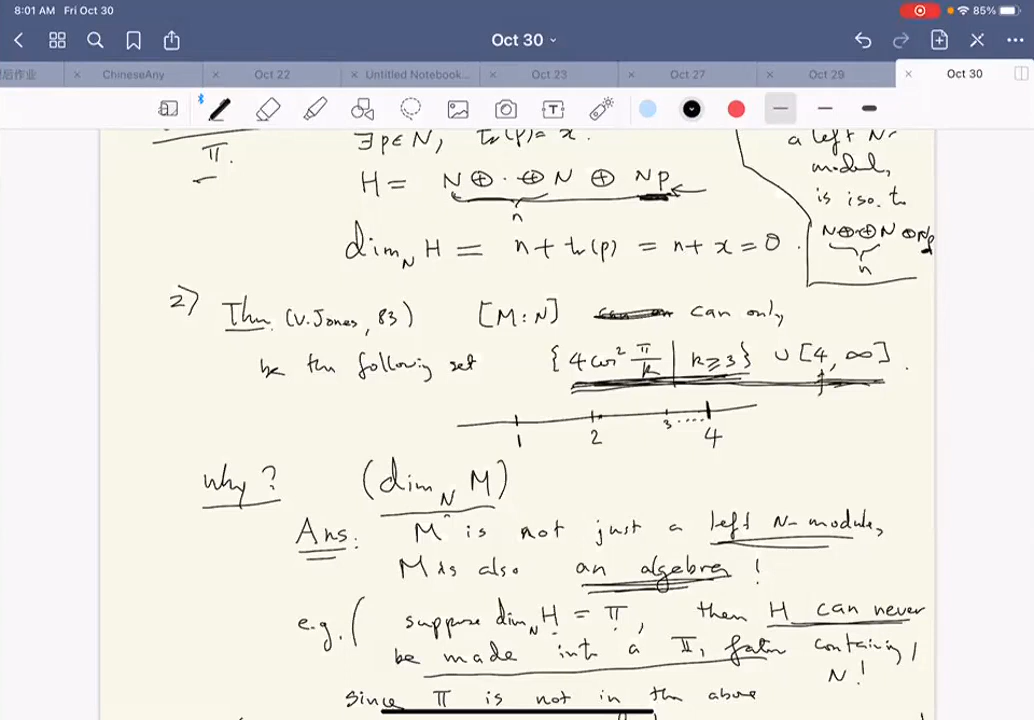 8:01 AM Fri Oct 30
85%
Oct 30
后作业
ChineseAny
Oct 22
Untitled Notebook...
Oct 23
Oct 27
Oct 29
Oct 30
π.
∃ p∈N, tr(p) = x.
H = N ⊕ · ⊕ N ⊕ Np
n
dim_N H = n + tr(p) = n + x = θ.
a left N-
module,
is iso. to
N⊕·⊕N ⊕Np
n
2) Thm. (V. Jones, 83) [M:N] can only
be the following set {4cos² π/k | k≥3} ∪ [4, ∞].
1 2 3 .... 4
Why? (dim_N M)
Ans: M is not just a left N-module,
M is also an algebra!
e.g. ( suppose dim_N H = π, then H can never
be made into a II₁ factor containing
N!
since π is not in the above